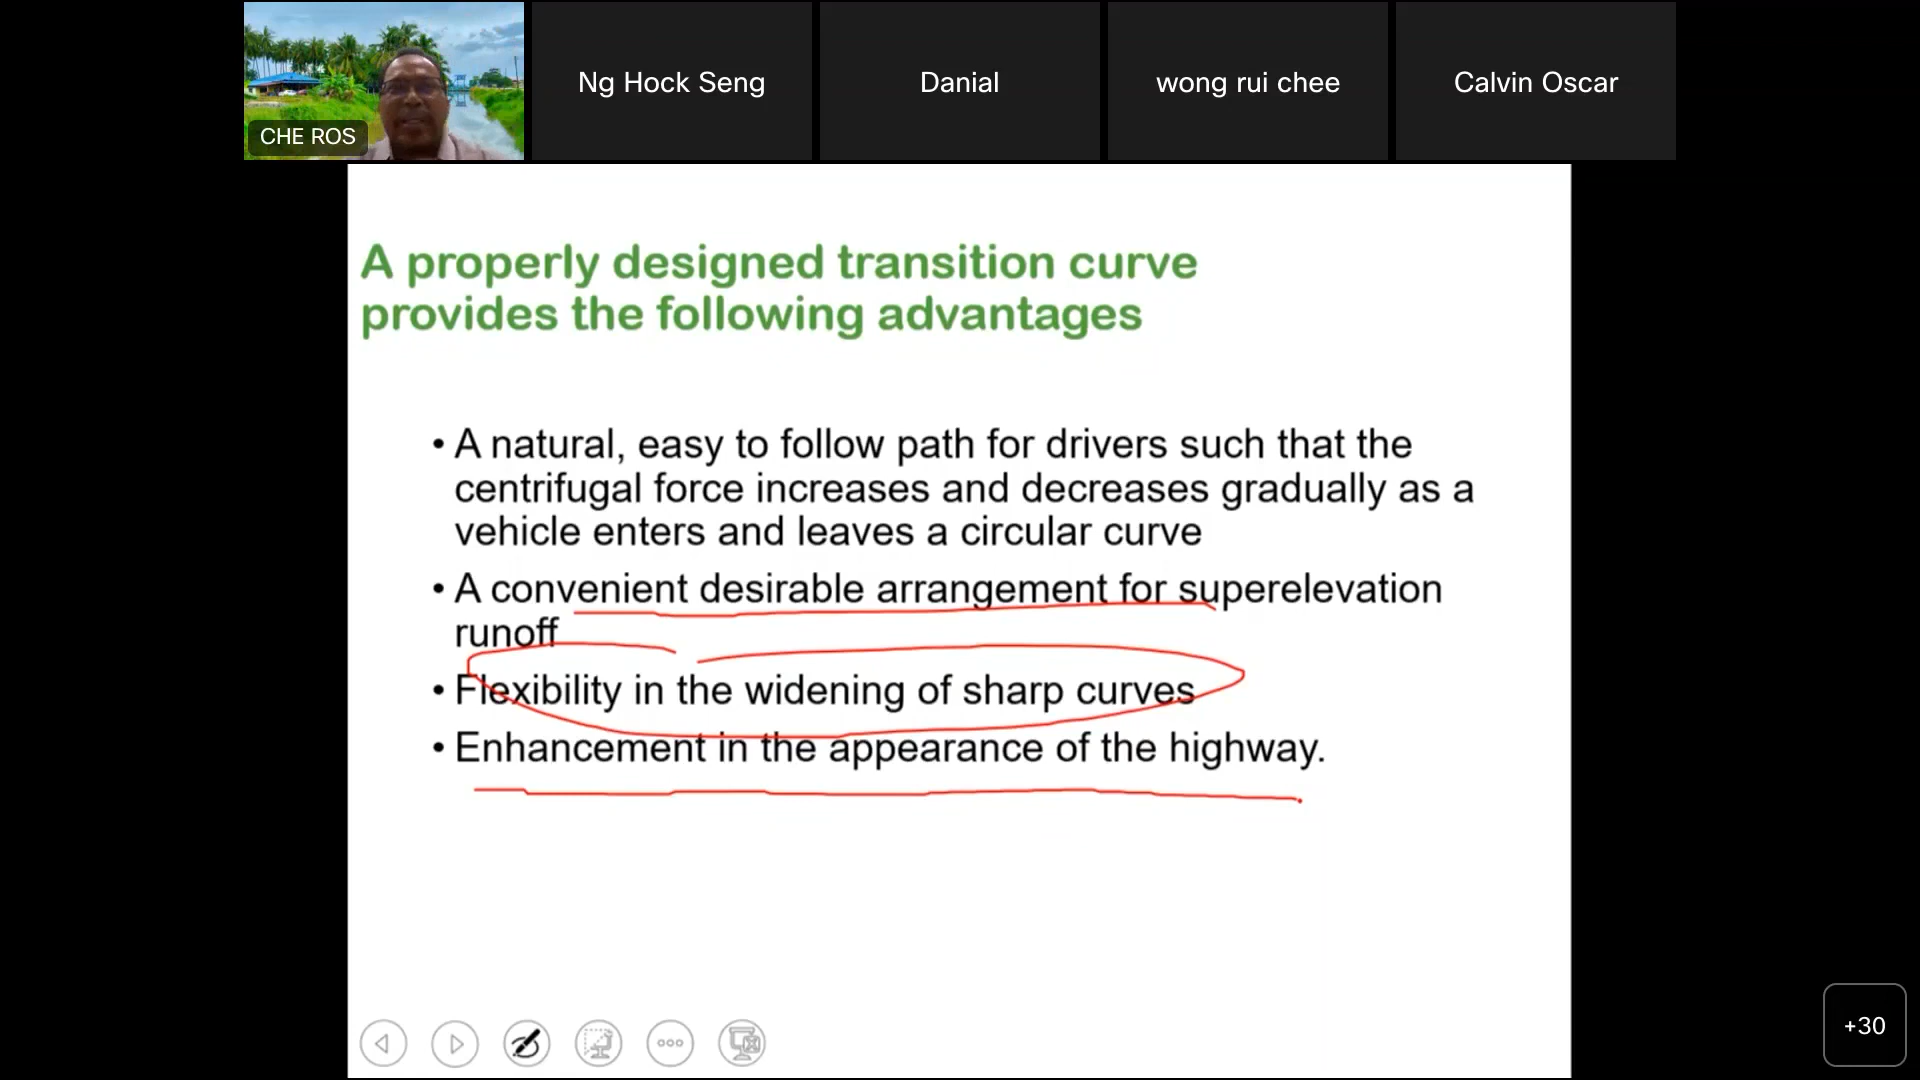 CHE ROS
Ng Hock Seng
Danial
wong rui chee
Calvin Oscar
A properly designed transition curve
provides the following advantages
• A natural, easy to follow path for drivers such that the
centrifugal force increases and decreases gradually as a
vehicle enters and leaves a circular curve
• A convenient desirable arrangement for superelevation
runoff
• Flexibility in the widening of sharp curves
• Enhancement in the appearance of the highway.
+30